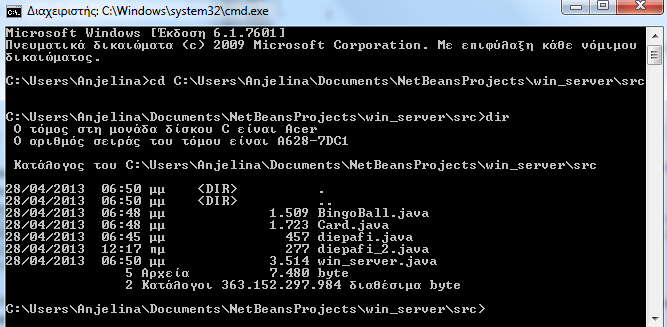 Διαχειριστής: C:\Windows\system32\cmd.exe
Microsoft Windows [Έκδοση 6.1.7601]
Πνευματικά δικαιώματα (c) 2009 Microsoft Corporation. Με επιφύλαξη κάθε νόμιμου
δικαιώματος.
C:\Users\Anjelina>cd C:\Users\Anjelina\Documents\NetBeansProjects\win_server\src
C:\Users\Anjelina\Documents\NetBeansProjects\win_server\src>dir
Ο τόμος στη μονάδα δίσκου C είναι Acer
Ο αριθμός σειράς του τόμου είναι A628-7DC1
Κατάλογος του C:\Users\Anjelina\Documents\NetBeansProjects\win_server\src
28/04/2013  06:50 μμ    <DIR>          .
28/04/2013  06:50 μμ    <DIR>          ..
28/04/2013  06:48 μμ             1.509 BingoBall.java
28/04/2013  06:48 μμ             1.723 Card.java
28/04/2013  06:45 μμ               457 diepafi.java
28/04/2013  12:17 πμ               277 diepafi_2.java
28/04/2013  06:50 μμ             3.514 win_server.java
5 Αρχεία          7.480 byte
2 Κατάλογοι 363.152.297.984 διαθέσιμα byte
C:\Users\Anjelina\Documents\NetBeansProjects\win_server\src>